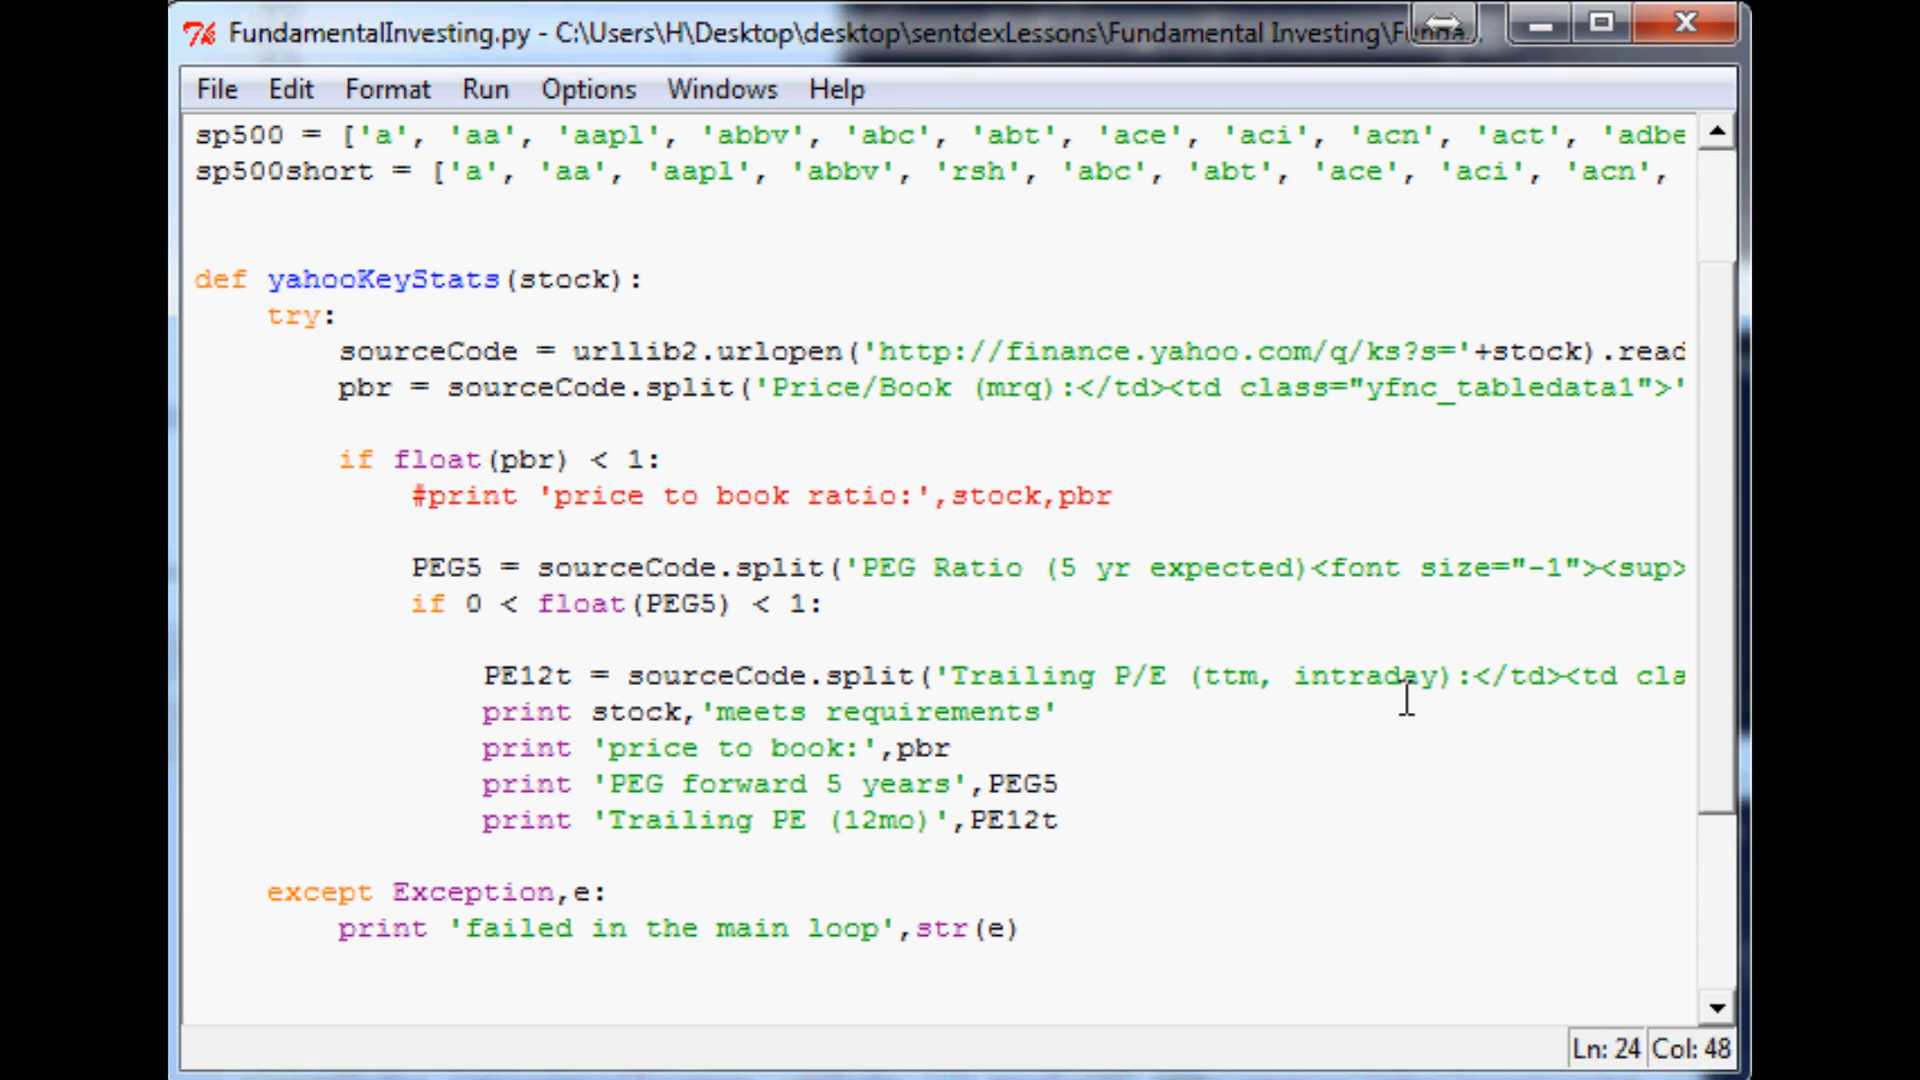 FundamentalInvesting.py - C:\Users\H\Desktop\desktop\sentdexLessons\Fundamental Investing\Funda...
File Edit Format Run Options Windows Help
sp500 = ['a', 'aa', 'aapl', 'abbv', 'abc', 'abt', 'ace', 'aci', 'acn', 'act', 'adbe
sp500short = ['a', 'aa', 'aapl', 'abbv', 'rsh', 'abc', 'abt', 'ace', 'aci', 'acn',
def yahooKeyStats(stock):
try:
sourceCode = urllib2.urlopen('http://finance.yahoo.com/q/ks?s='+stock).read
pbr = sourceCode.split('Price/Book (mrq):</td><td class="yfnc_tabledata1">'
if float(pbr) < 1:
#print 'price to book ratio:',stock,pbr
PEG5 = sourceCode.split('PEG Ratio (5 yr expected)<font size="-1"><sup>
if 0 < float(PEG5) < 1:
PE12t = sourceCode.split('Trailing P/E (ttm, intraday):</td><td cla
print stock,'meets requirements'
print 'price to book:',pbr
print 'PEG forward 5 years',PEG5
print 'Trailing PE (12mo)',PE12t
except Exception,e:
print 'failed in the main loop',str(e)
Ln: 24 Col: 48